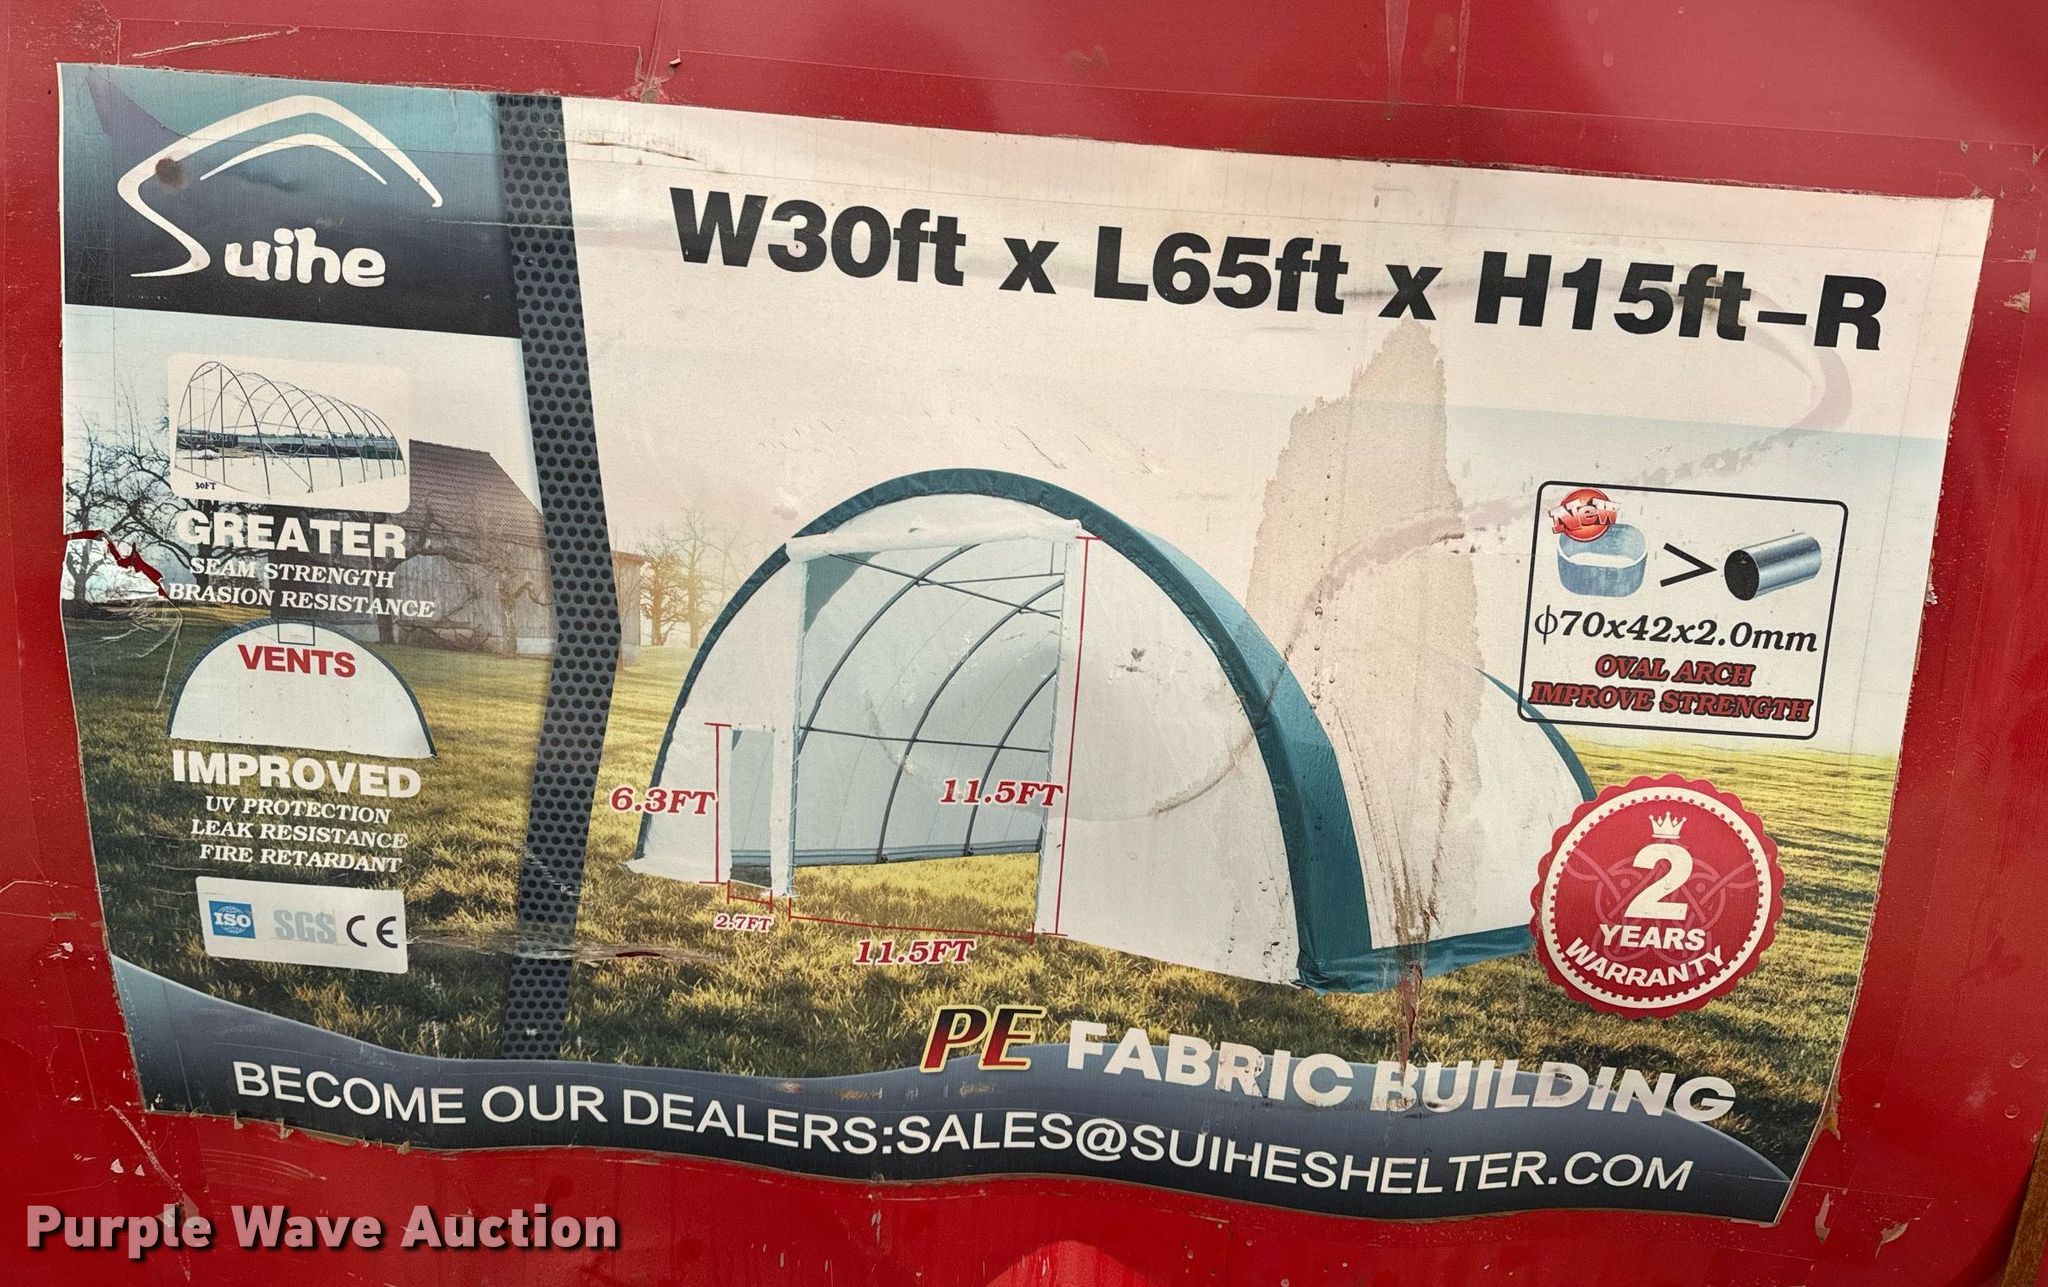 Suihe
W30ft x L65ft x H15ft-R
30FT
GREATER
SEAM STRENGTH
BRASION RESISTANCE
VENTS
IMPROVED
UV PROTECTION
LEAK RESISTANCE
FIRE RETARDANT
ISO SGS CE
6.3FT
11.5FT
2.7FT
11.5FT
New
>
ϕ70x42x2.0mm
OVAL ARCH
IMPROVE STRENGTH
2
YEARS
WARRANTY
PE FABRIC BUILDING
BECOME OUR DEALERS:SALES@SUIHESHELTER.COM
Purple Wave Auction